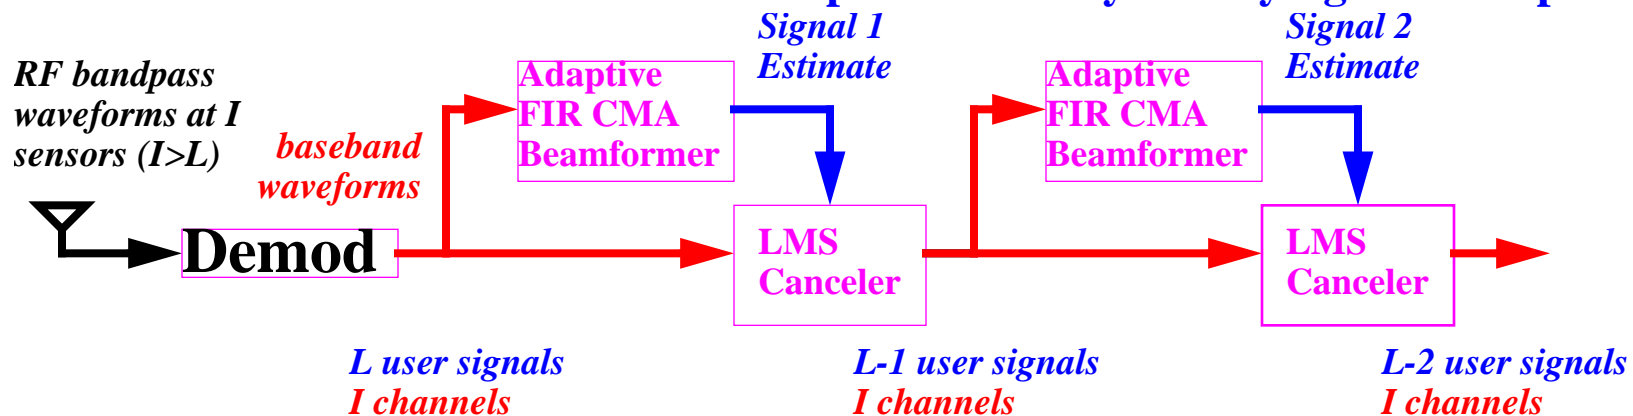 Signal 1
Estimate
Signal 2
Estimate
RF bandpass
waveforms at I
sensors (I>L)
baseband
waveforms
Adaptive
FIR CMA
Beamformer
Adaptive
FIR CMA
Beamformer
Demod
LMS
Canceler
LMS
Canceler
L user signals
I channels
L-1 user signals
I channels
L-2 user signals
I channels